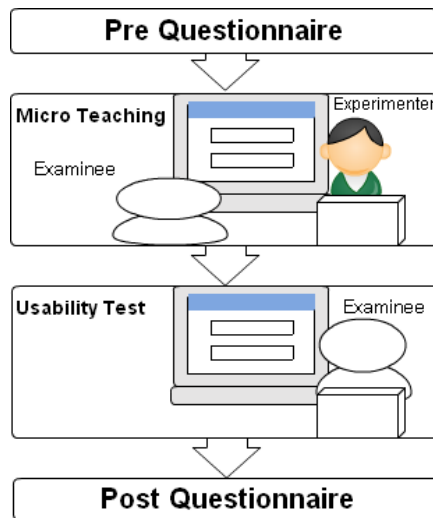 Pre Questionnaire
Micro Teaching
Experimenter
Examinee
Usability Test
Examinee
Post Questionnaire